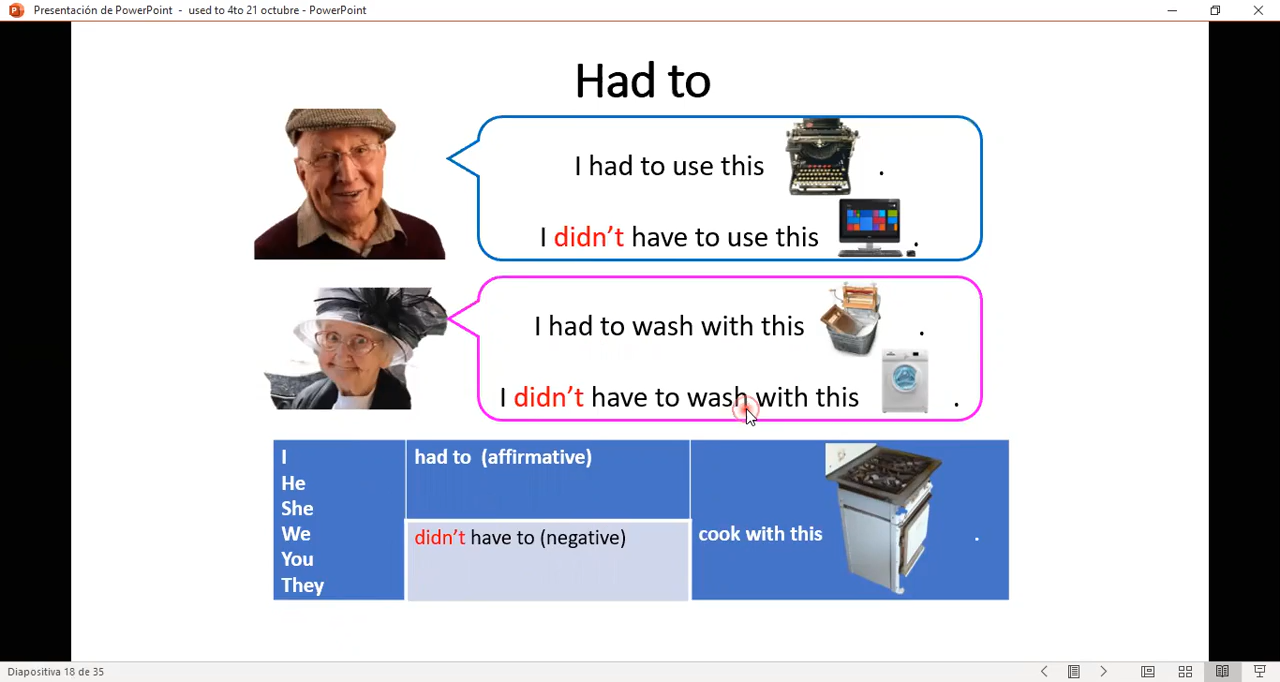 Presentación de PowerPoint - used to 4to 21 octubre - PowerPoint
Had to
I had to use this .
I didn't have to use this .
I had to wash with this .
I didn't have to wash with this .
I
He
She
We
You
They
had to (affirmative)
didn't have to (negative)
cook with this .
Diapositiva 18 de 35